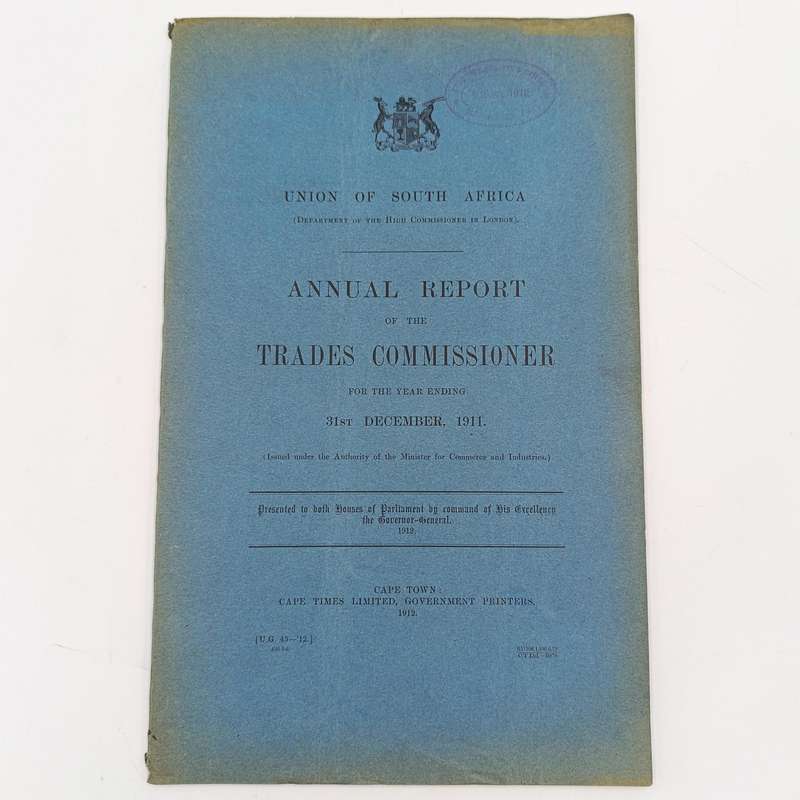 1912
UNION OF SOUTH AFRICA
(DEPARTMENT OF THE HIGH COMMISSIONER IN LONDON).
ANNUAL REPORT
OF THE
TRADES COMMISSIONER
FOR THE YEAR ENDING
31ST DECEMBER, 1911.
(Issued under the Authority of the Minister for Commerce and Industries.)
Presented to both Houses of Parliament by command of His Excellency
the Governor-General.
1912.
CAPE TOWN:
CAPE TIMES LIMITED, GOVERNMENT PRINTERS.
1912.
[U.G. 45—'12.]